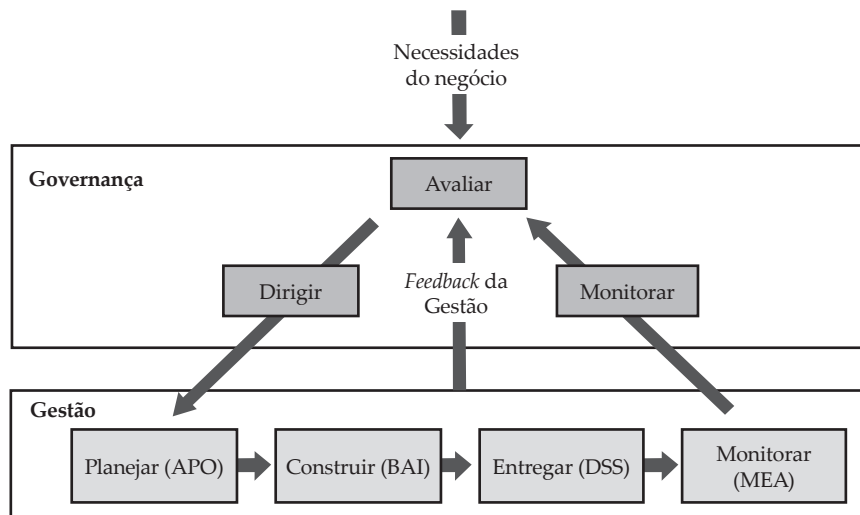 Necessidades
do negócio
Governança
Avaliar
Dirigir
Feedback da
Gestão
Monitorar
Gestão
Planejar (APO)
Construir (BAI)
Entregar (DSS)
Monitorar
(MEA)